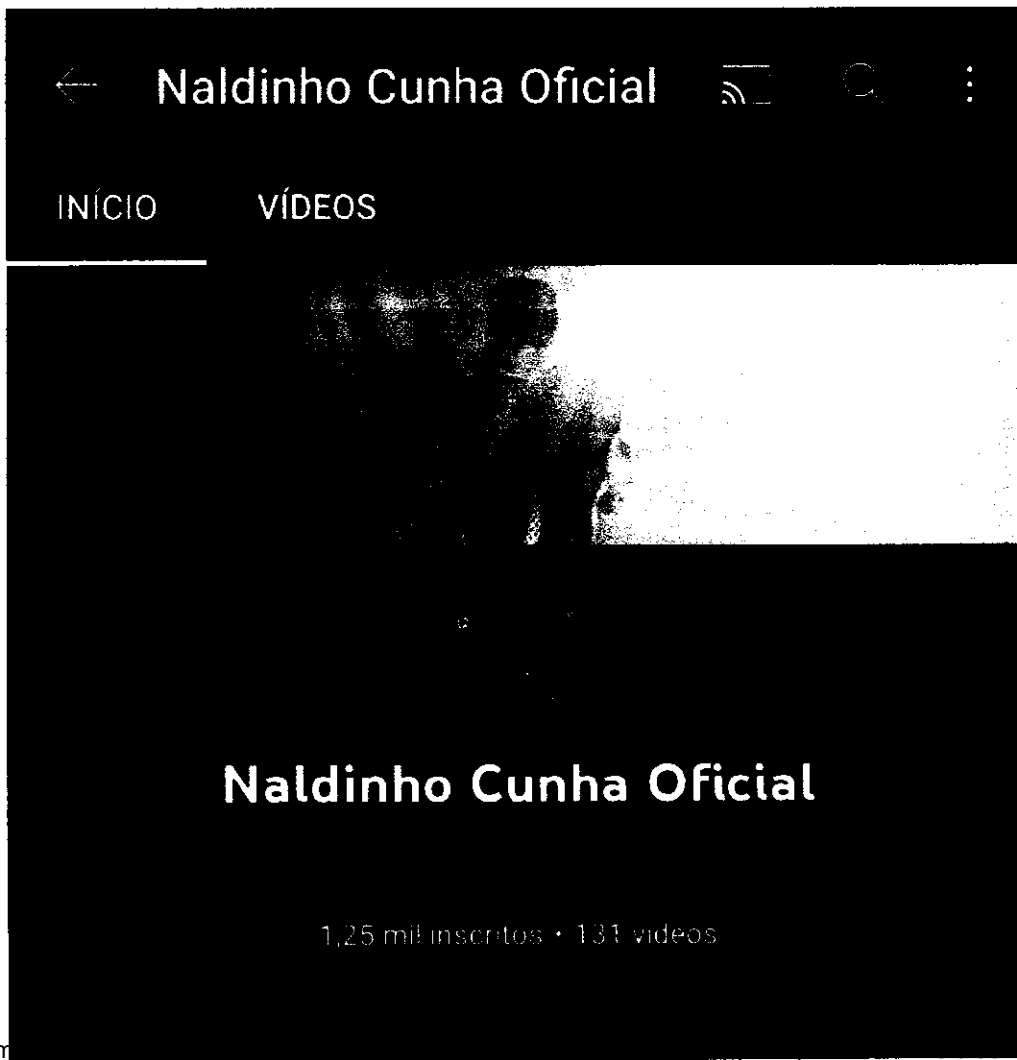 Naldinho Cunha Oficial
INÍCIO VÍDEOS
Naldinho Cunha Oficial
1,25 mil inscritos • 131 vídeos